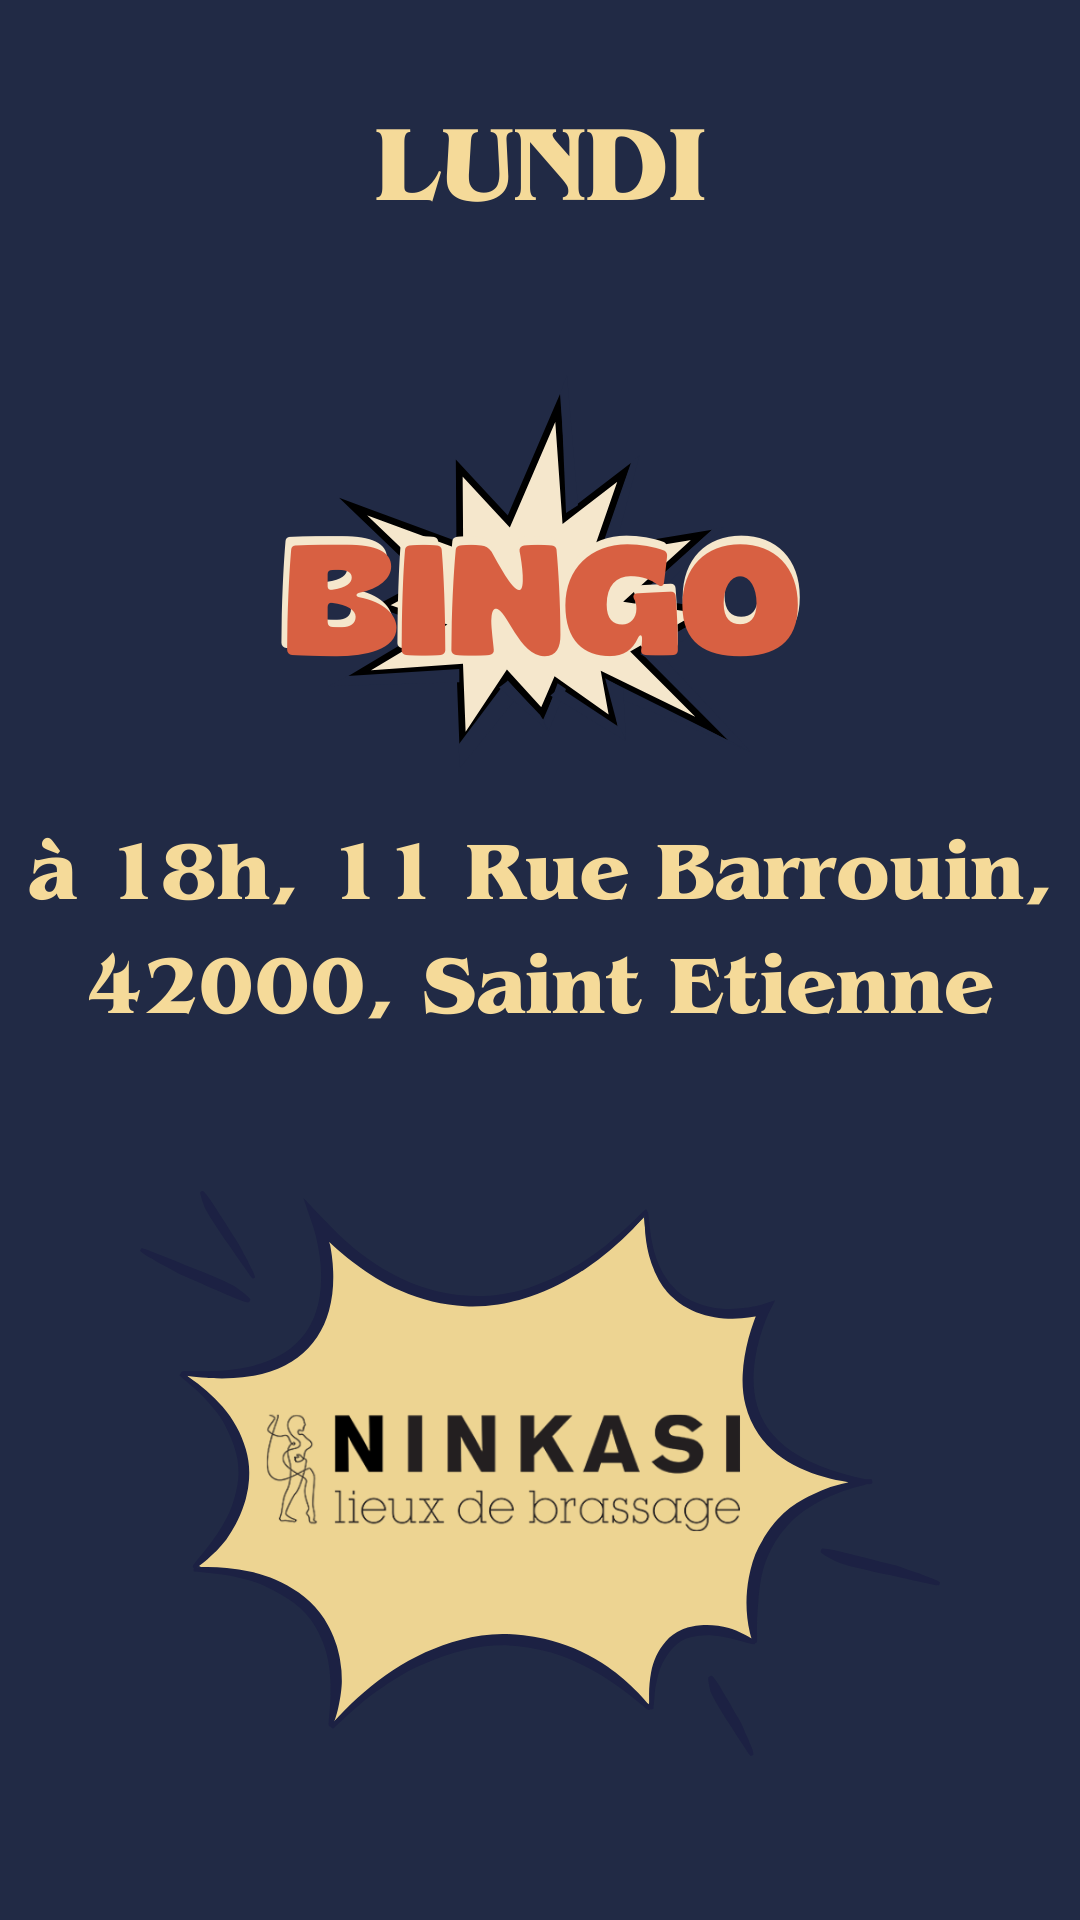 LUNDI
BINGO
à 18h, 11 Rue Barrouin,
42000, Saint Etienne
NINKASI
lieux de brassage